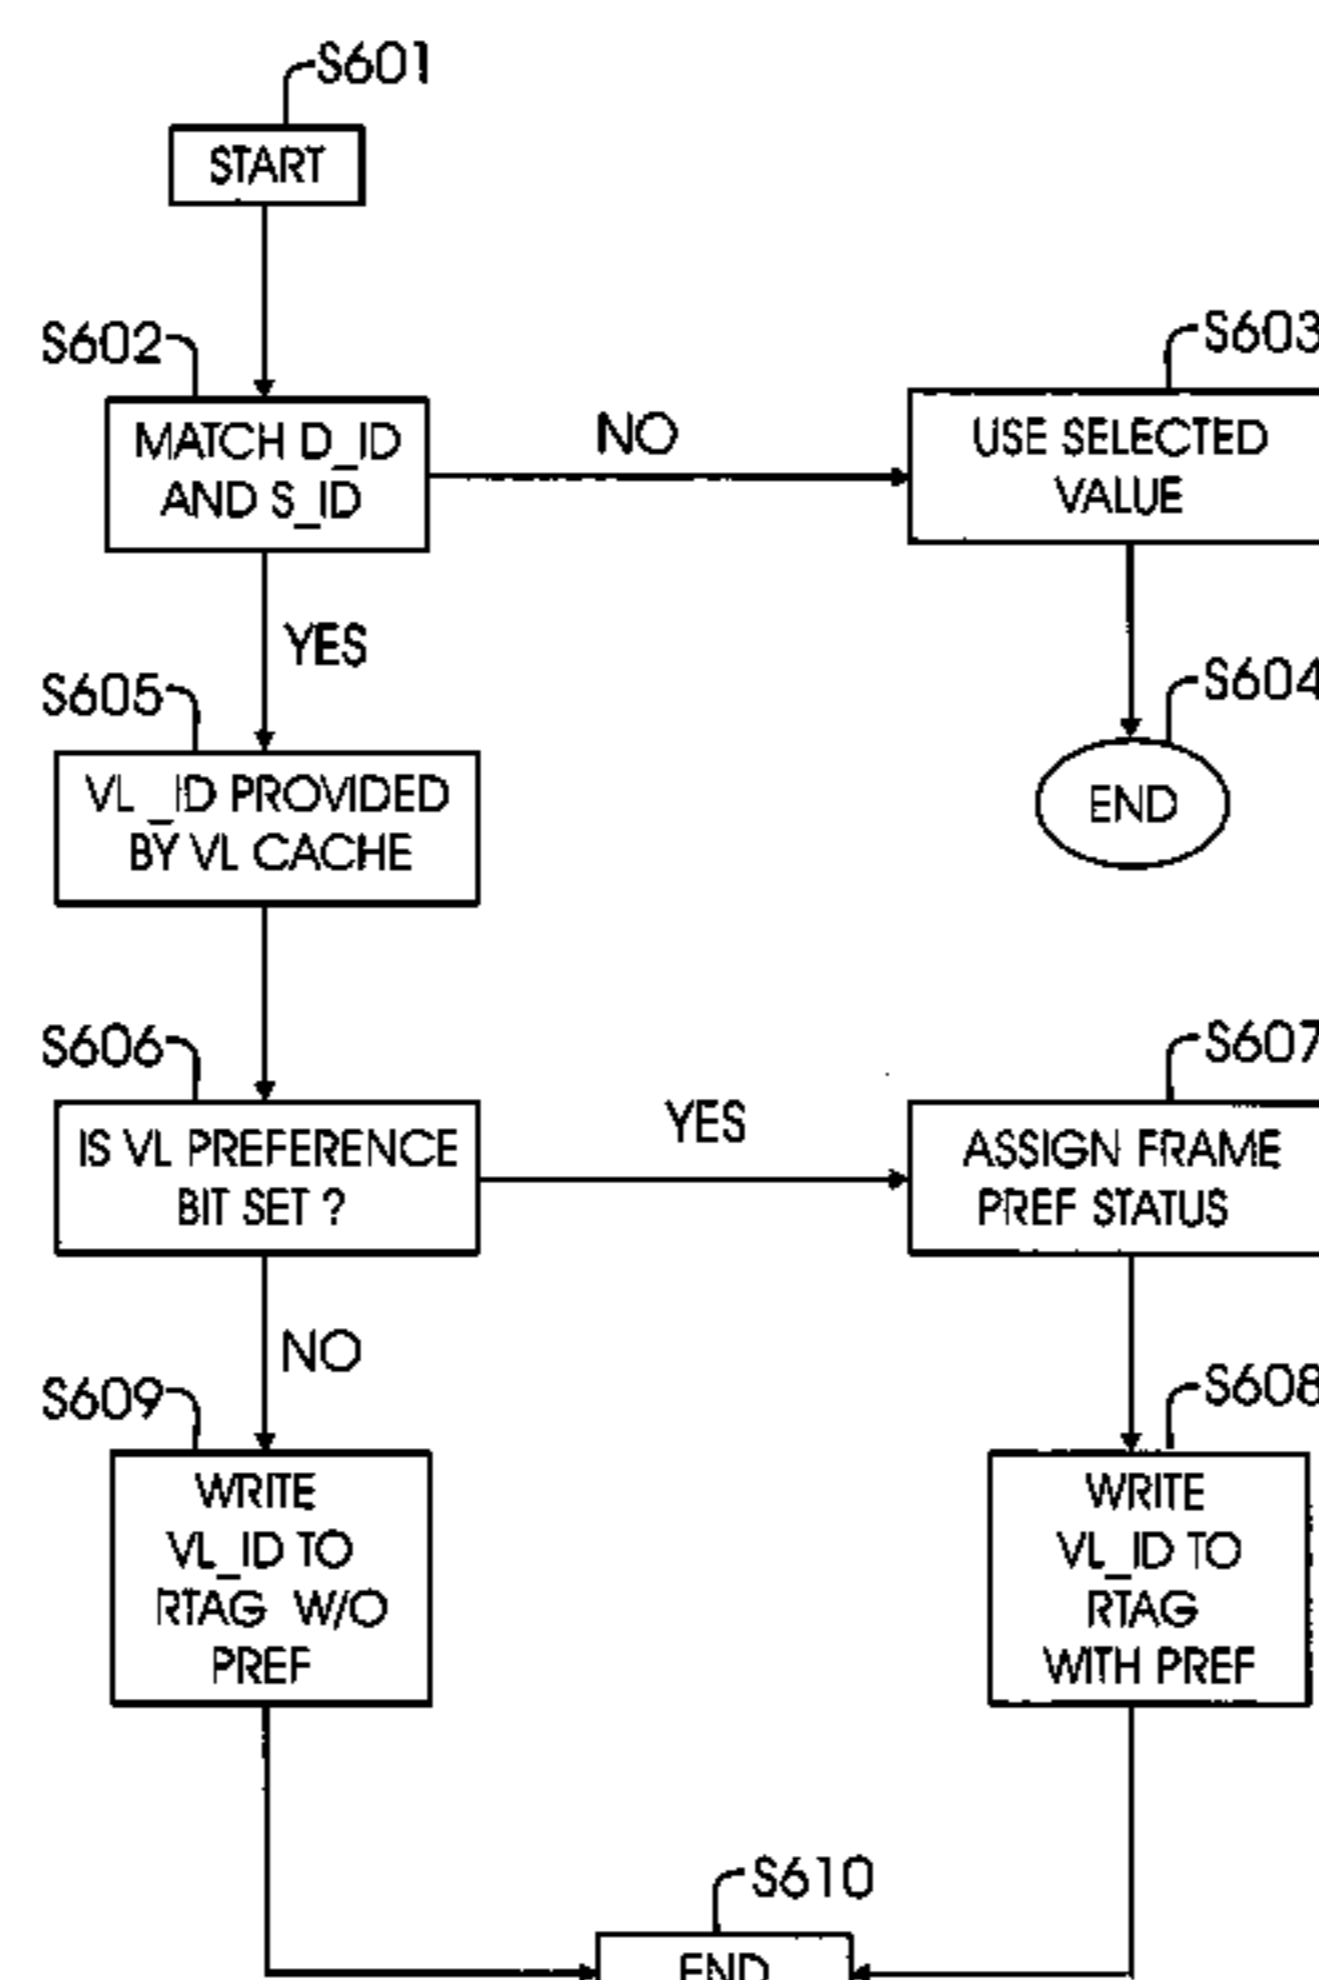 S601
START
S602
MATCH D_ID
AND S_ID
NO
S603
USE SELECTED
VALUE
YES
S604
END
S605
VL_ID PROVIDED
BY VL CACHE
S606
IS VL PREFERENCE
BIT SET ?
YES
S607
ASSIGN FRAME
PREF STATUS
NO
S608
WRITE
VL_ID TO
RTAG
WITH PREF
S609
WRITE
VL_ID TO
RTAG W/O
PREF
S610
END